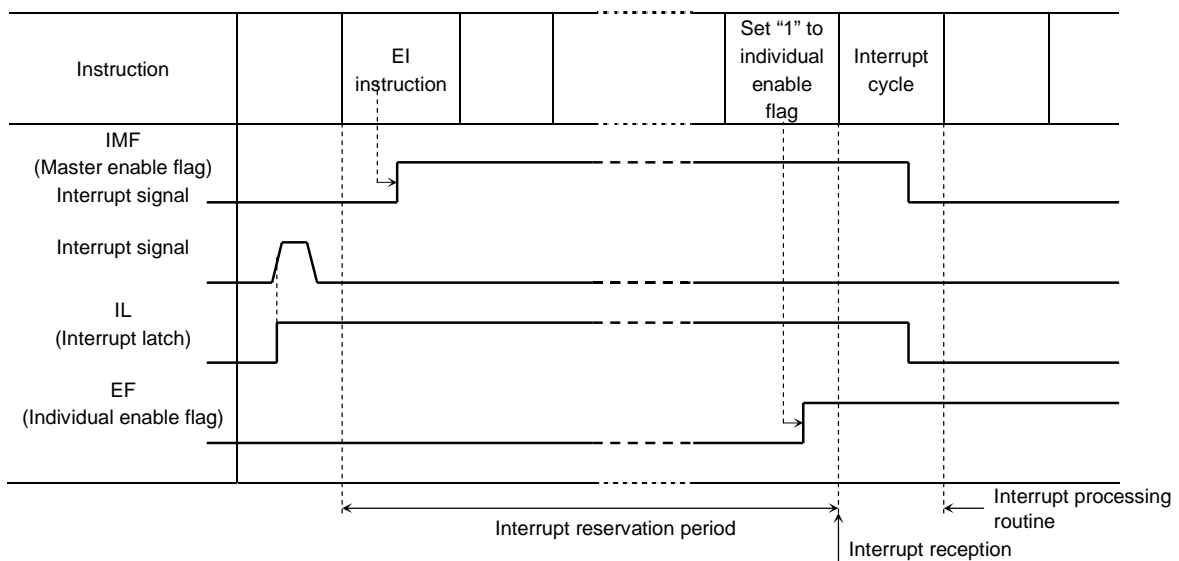 Instruction
EI
instruction
Set “1” to
individual
enable
flag
Interrupt
cycle
IMF
(Master enable flag)
Interrupt signal
Interrupt signal
IL
(Interrupt latch)
EF
(Individual enable flag)
Interrupt reservation period
Interrupt processing
routine
Interrupt reception